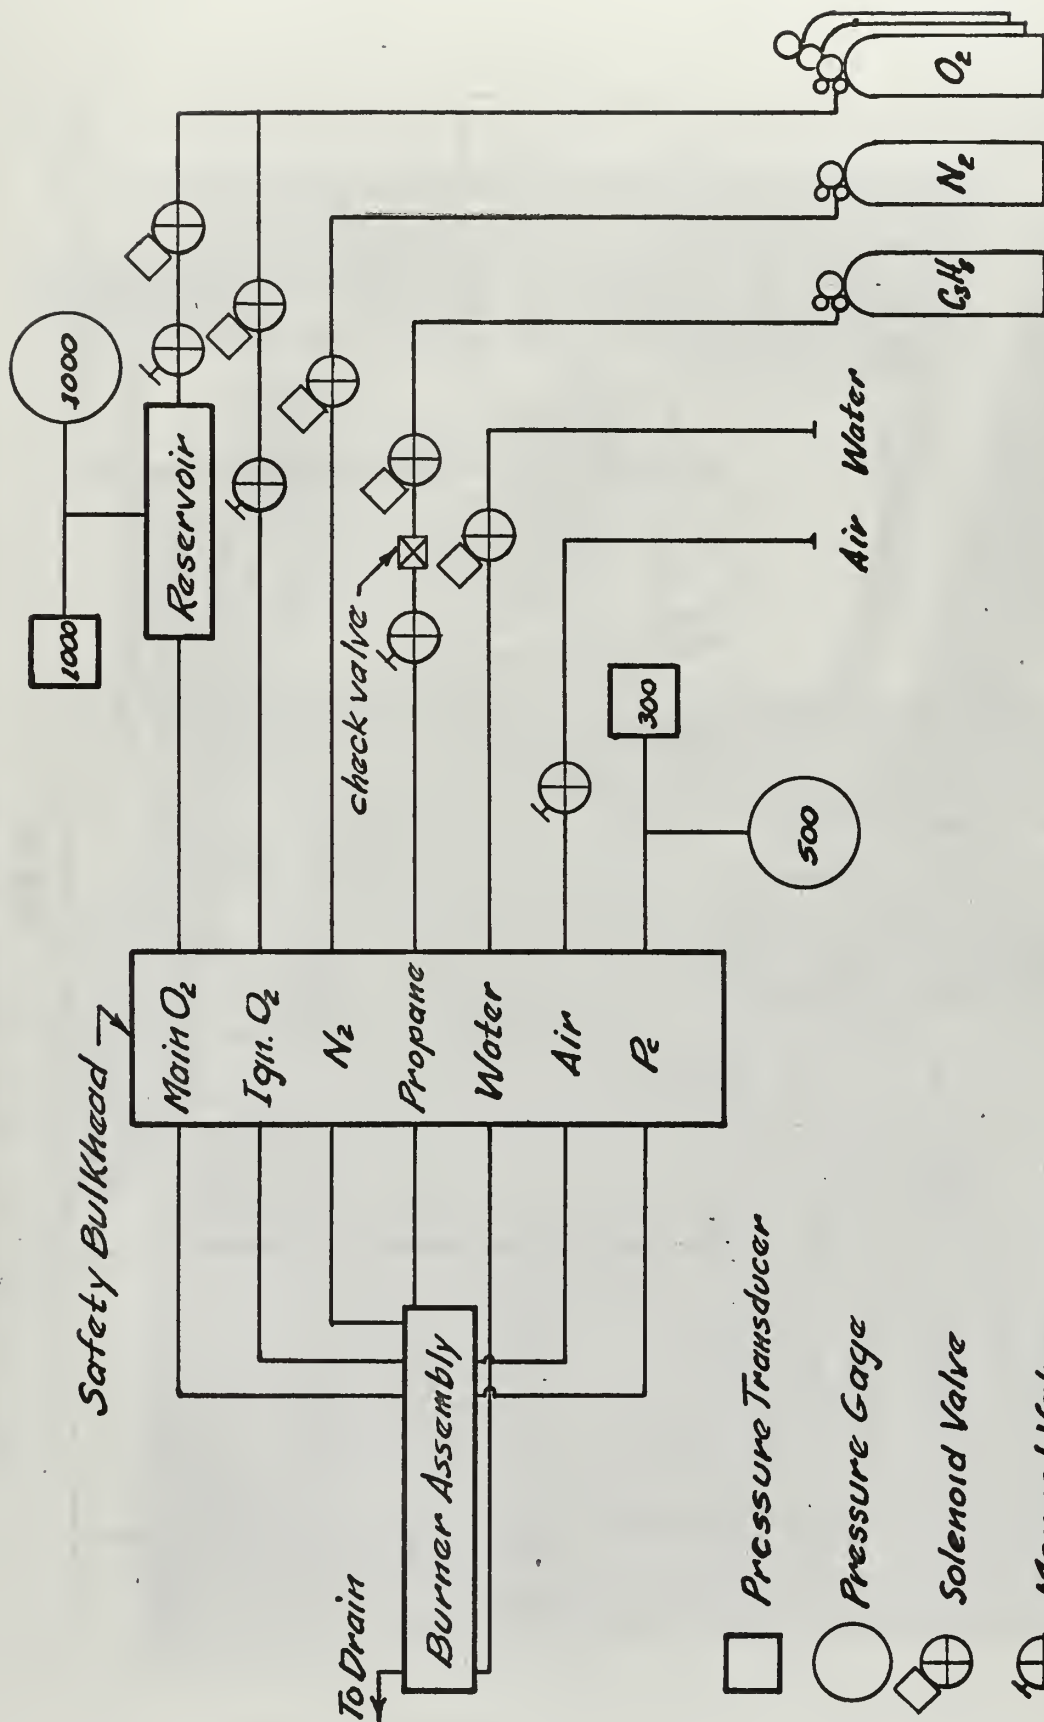 Safety Bulkhead
Main O₂
Ign. O₂
N₂
Propane
Water
Air
Pc
1000
1000
Reservoir
check valve
300
500
Air
Water
O₂
N₂
C₃H₈
Burner Assembly
To Drain
Pressure Transducer
Pressure Gage
Solenoid Valve